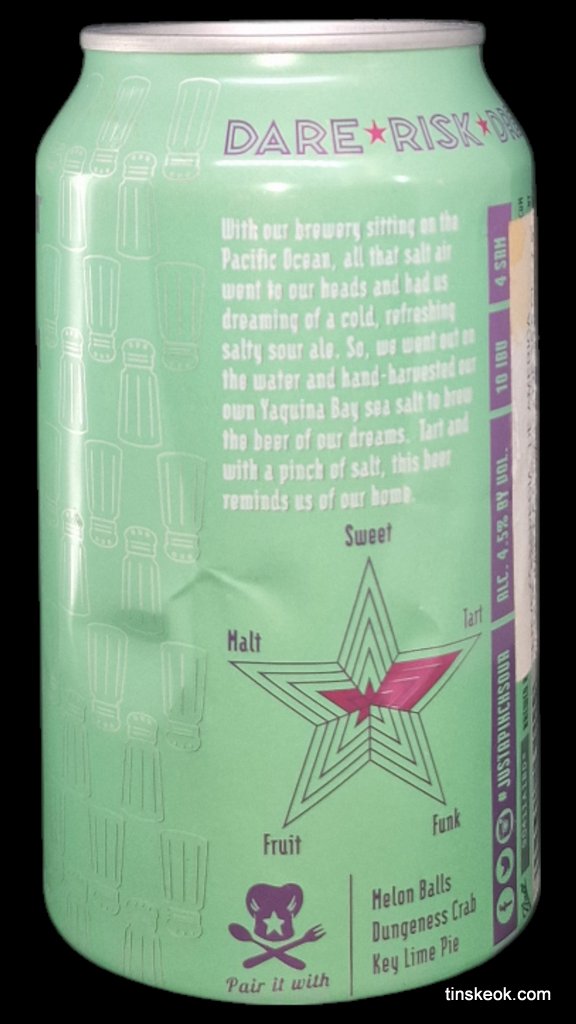 DARE★RISK★DR
With our brewery sitting on the
Pacific Ocean, all that salt air
went to our heads and had us
dreaming of a cold, refreshing
salty sour ale. So, we went out on
the water and hand-harvested our
own Yaquina Bay sea salt to brew
the beer of our dreams. Tart and
with a pinch of salt, this beer
reminds us of our home.
Sweet
Tart
Malt
Funk
Fruit
Pair it with
Melon Balls
Dungeness Crab
Key Lime Pie
#JUSTAPINCHSOUR
ALC. 4.5% BY VOL.
10 IBU
4 SRM
Ball
tinskeok.com